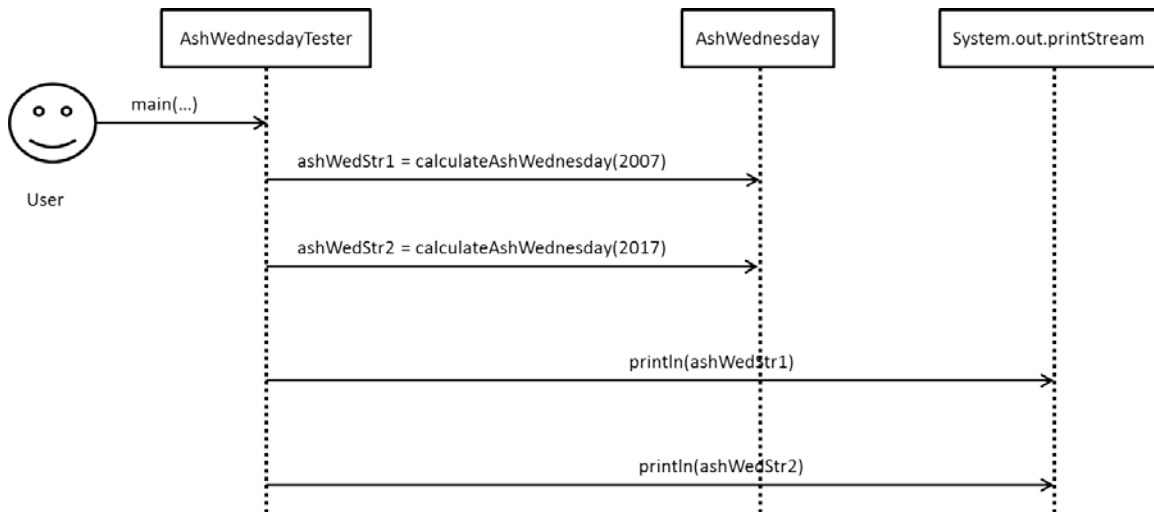 AshWednesdayTester
AshWednesday
System.out.printStream
main(...)
ashWedStr1 = calculateAshWednesday(2007)
User
ashWedStr2 = calculateAshWednesday(2017)
println(ashWedStr1)
println(ashWedStr2)